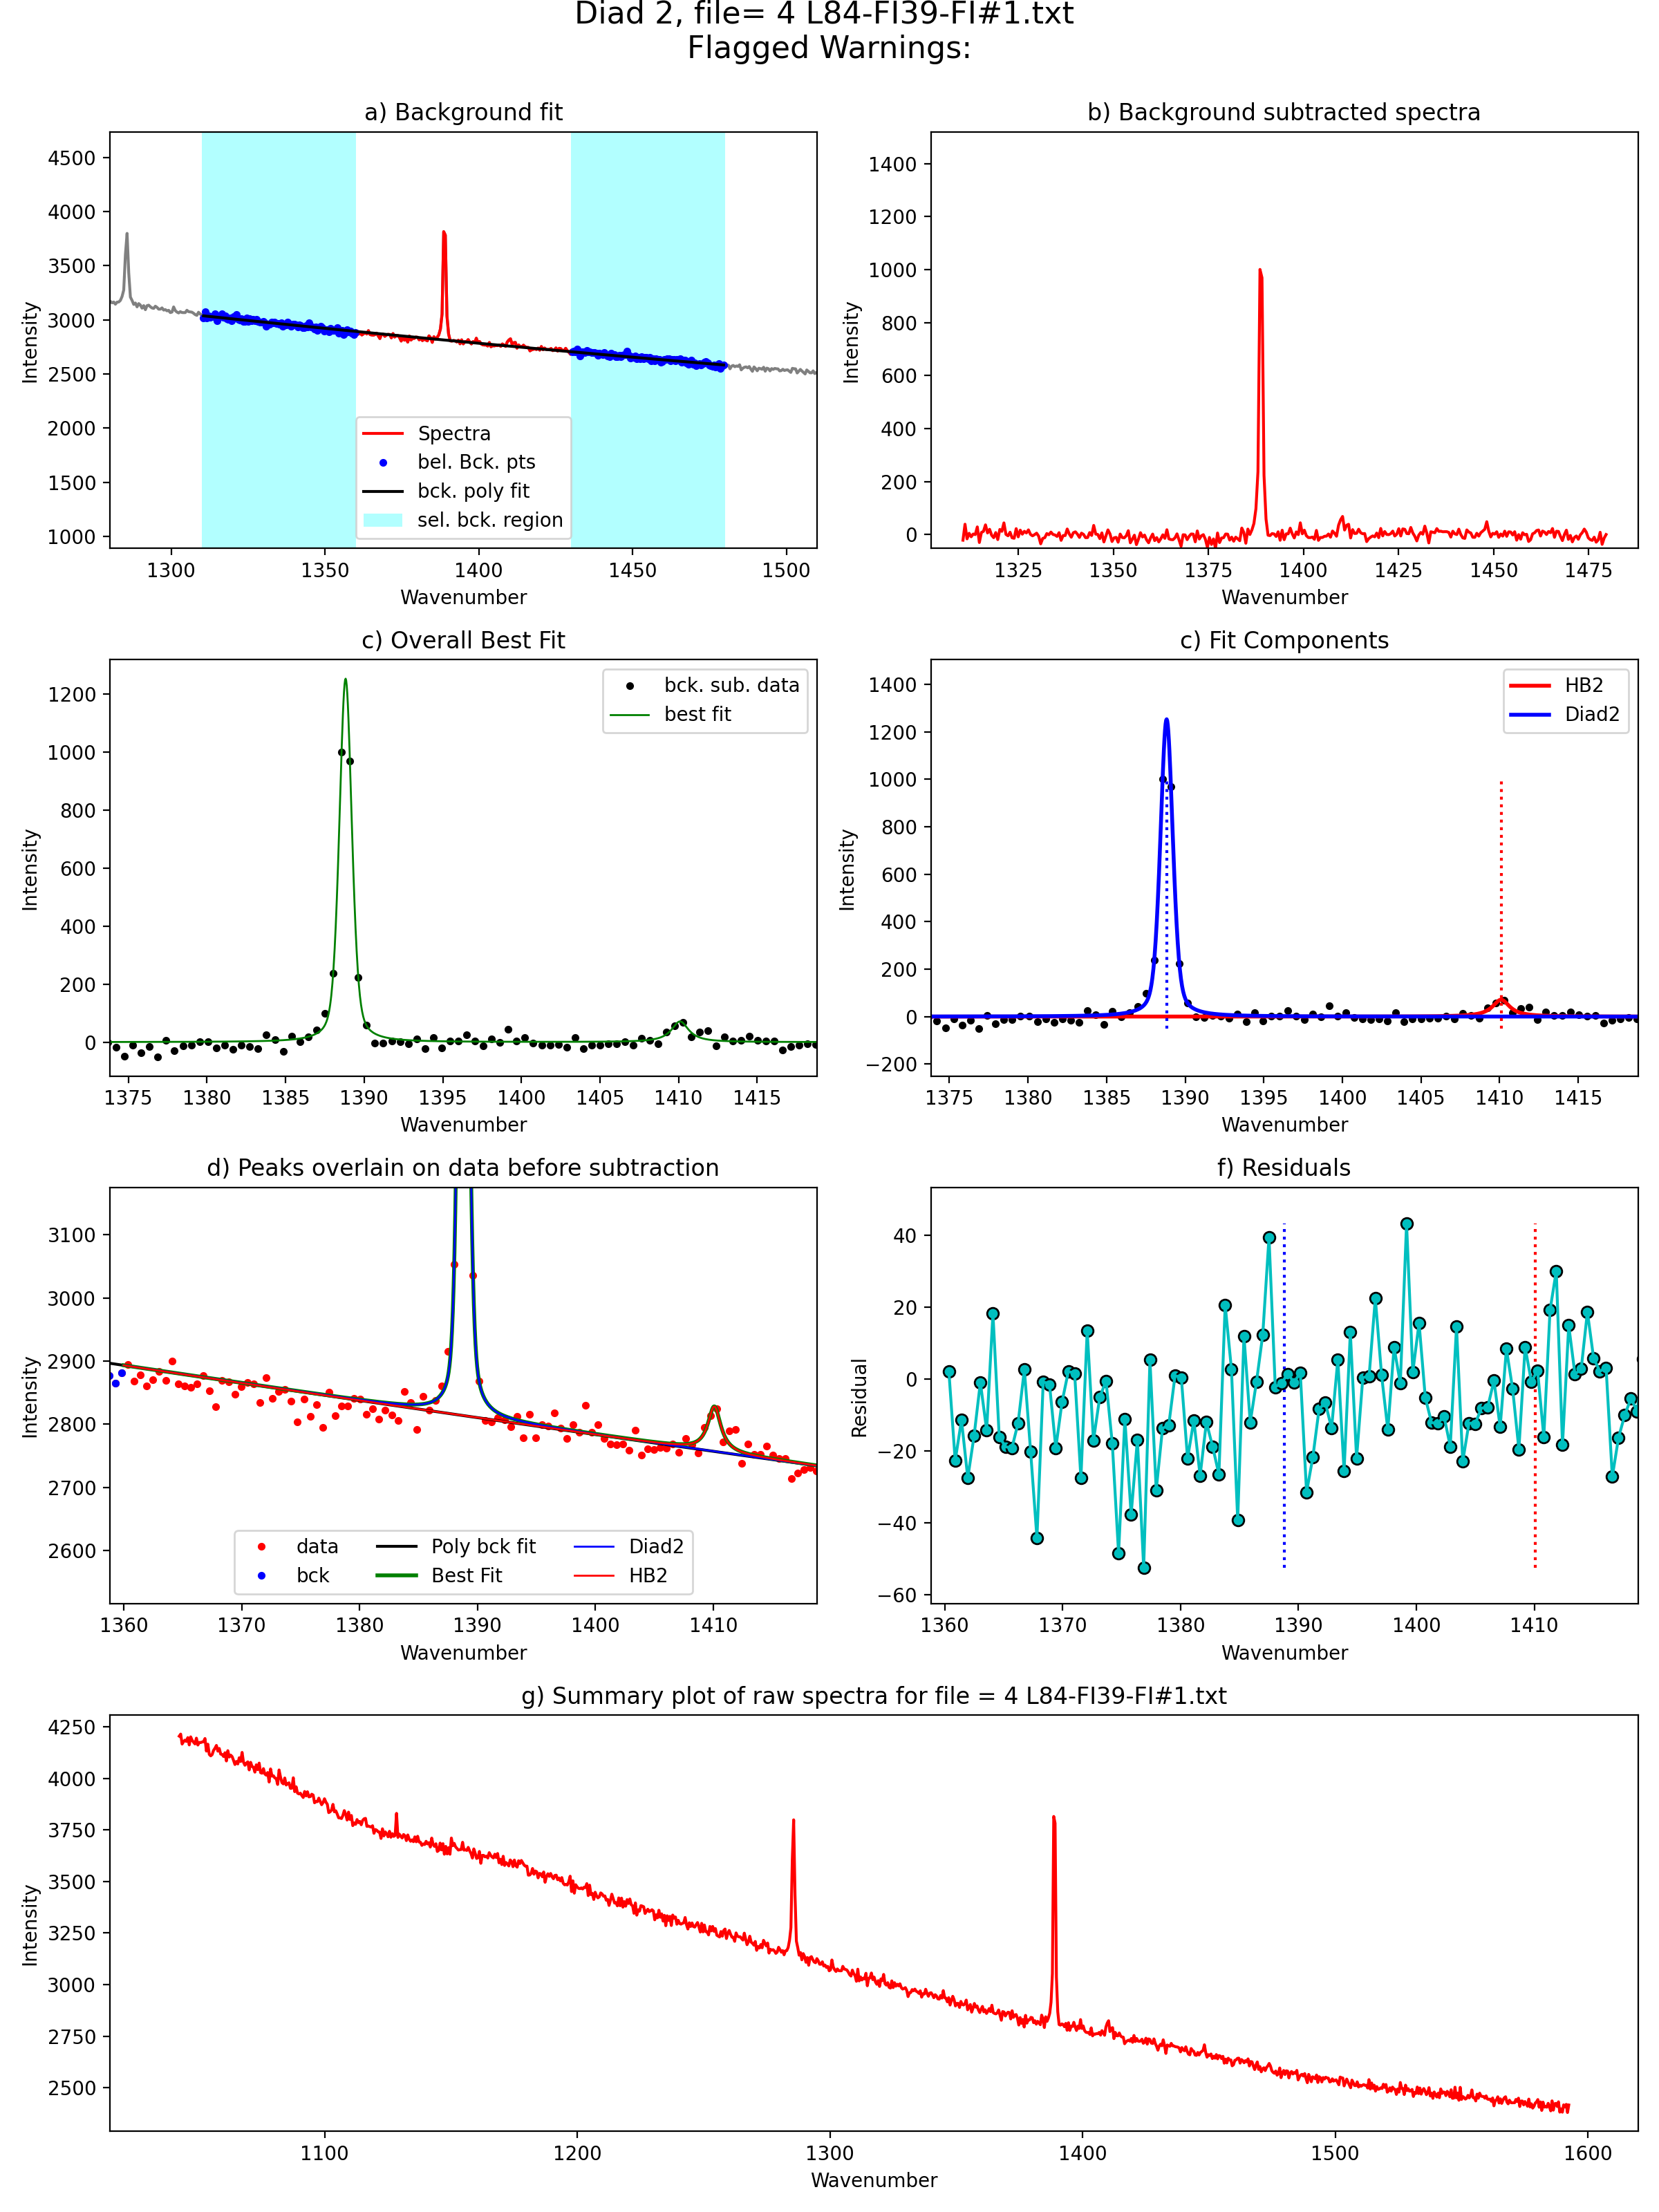 Diad 2, file= 4 L84-FI39-FI#1.txt
Flagged Warnings:
a) Background fit
4500
4000
3500
3000
2500
2000
1500
1000
Intensity
Spectra
bel. Bck. pts
bck. poly fit
sel. bck. region
1300 1350 1400 1450 1500
Wavenumber
b) Background subtracted spectra
1400
1200
1000
800
600
400
200
0
Intensity
1325 1350 1375 1400 1425 1450 1475
Wavenumber
c) Overall Best Fit
1200
1000
800
600
400
200
0
Intensity
bck. sub. data
best fit
1375 1380 1385 1390 1395 1400 1405 1410 1415
Wavenumber
c) Fit Components
1400
1200
1000
800
600
400
200
0
−200
Intensity
HB2
Diad2
1375 1380 1385 1390 1395 1400 1405 1410 1415
Wavenumber
d) Peaks overlain on data before subtraction
3100
3000
2900
2800
2700
2600
Intensity
data Poly bck fit Diad2
bck Best Fit HB2
1360 1370 1380 1390 1400 1410
Wavenumber
f) Residuals
40
20
0
−20
−40
−60
Residual
1360 1370 1380 1390 1400 1410
Wavenumber
g) Summary plot of raw spectra for file = 4 L84-FI39-FI#1.txt
4250
4000
3750
3500
3250
3000
2750
2500
Intensity
1100 1200 1300 1400 1500 1600
Wavenumber